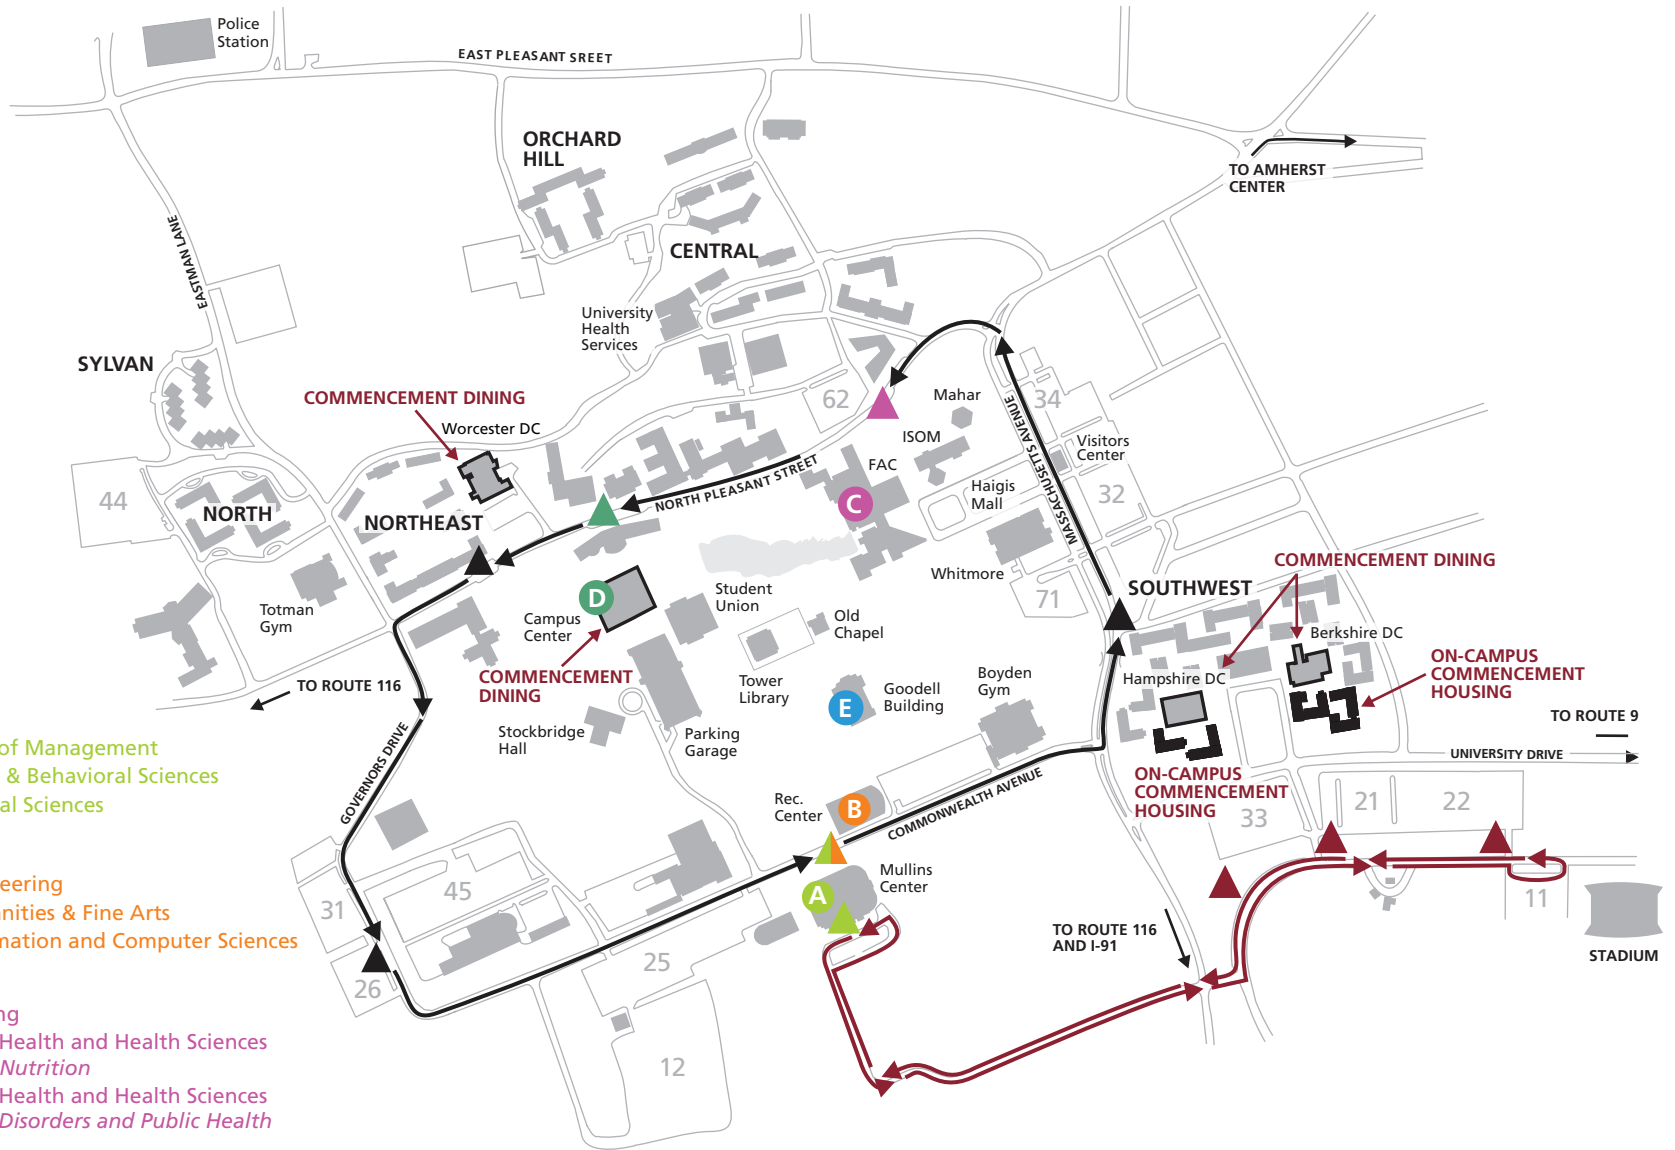 Police
Station
EAST PLEASANT SREET
ORCHARD
HILL
TO AMHERST
CENTER
EASTMAN LANE
CENTRAL
University
Health
Services
SYLVAN
COMMENCEMENT DINING
Worcester DC
62
Mahar
34
ISOM
Visitors
Center
MASSACHUSETTS AVENUE
FAC
44
NORTH
NORTHEAST
NORTH PLEASANT STREET
C
Haigis
Mall
32
Whitmore
71
SOUTHWEST
COMMENCEMENT DINING
Totman
Gym
D
Campus
Center
Student
Union
Old
Chapel
Berkshire DC
COMMENCEMENT
DINING
Tower
Library
E
Goodell
Building
Boyden
Gym
Hampshire DC
ON-CAMPUS
COMMENCEMENT
HOUSING
TO ROUTE 116
Stockbridge
Hall
Parking
Garage
TO ROUTE 9
UNIVERSITY DRIVE
GOVERNORS DRIVE
of Management
& Behavioral Sciences
al Sciences
Rec.
Center
B
COMMONWEALTH AVENUE
ON-CAMPUS
COMMENCEMENT
HOUSING
33
21
22
45
31
A
Mullins
Center
11
eering
nities & Fine Arts
mation and Computer Sciences
TO ROUTE 116
AND I-91
STADIUM
25
26
12
ng
Health and Health Sciences
Nutrition
Health and Health Sciences
Disorders and Public Health